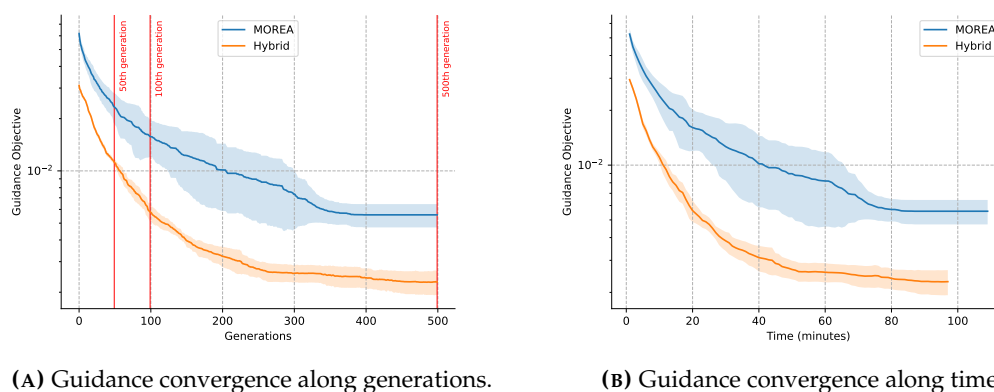 MOREA
Hybrid
50th generation
100th generation
500th generation
Guidance Objective
10⁻²
0
100
200
300
400
500
Generations
(A) Guidance convergence along generations.
MOREA
Hybrid
Guidance Objective
10⁻²
0
20
40
60
80
100
Time (minutes)
(B) Guidance convergence along time